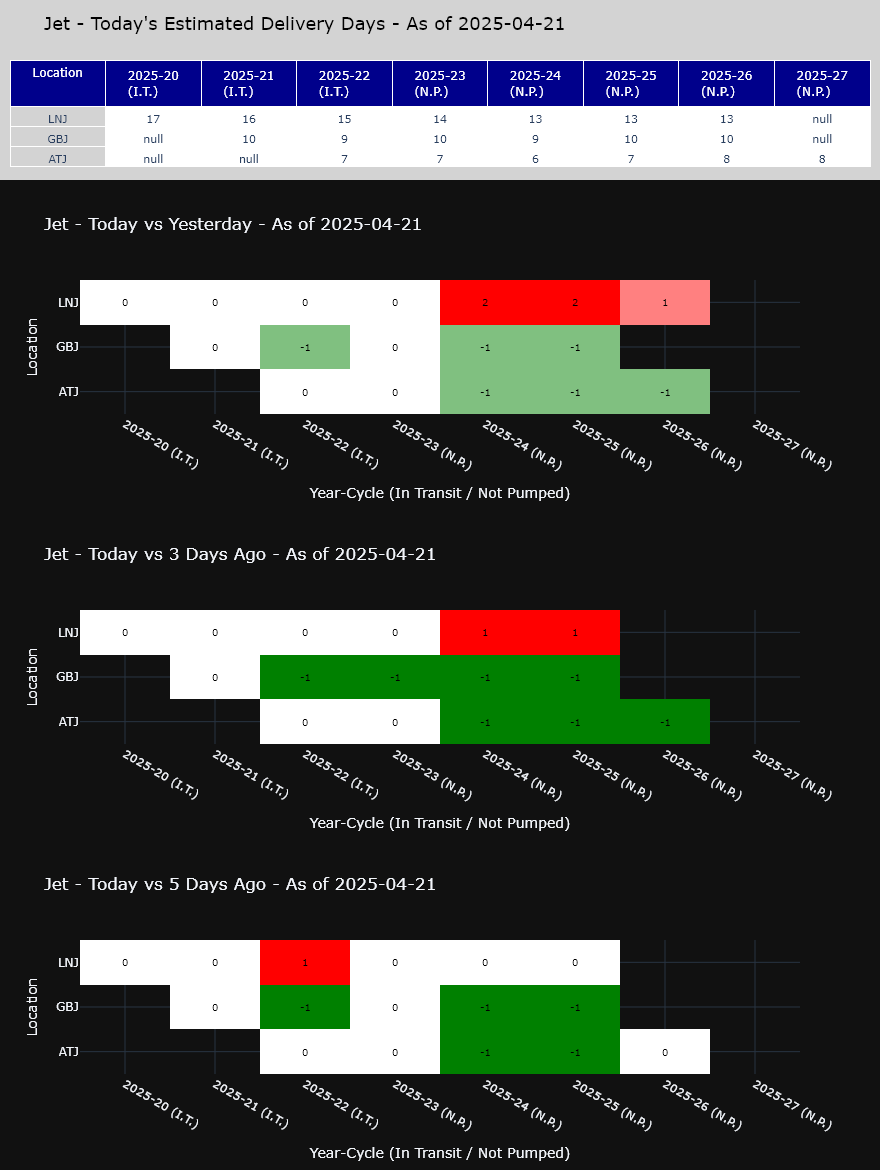 Jet - Today's Estimated Delivery Days - As of 2025-04-21
Location 2025-20 (I.T.) 2025-21 (I.T.) 2025-22 (I.T.) 2025-23 (N.P.) 2025-24 (N.P.) 2025-25 (N.P.) 2025-26 (N.P.) 2025-27 (N.P.)
LNJ 17 16 15 14 13 13 13 null
GBJ null 10 9 10 9 10 10 null
ATJ null null 7 7 6 7 8 8
Jet - Today vs Yesterday - As of 2025-04-21
Location
LNJ 0 0 0 0 2 2 1
GBJ 0 -1 0 -1 -1
ATJ 0 0 -1 -1 -1
2025-20 (I.T.) 2025-21 (I.T.) 2025-22 (I.T.) 2025-23 (N.P.) 2025-24 (N.P.) 2025-25 (N.P.) 2025-26 (N.P.) 2025-27 (N.P.)
Year-Cycle (In Transit / Not Pumped)
Jet - Today vs 3 Days Ago - As of 2025-04-21
Location
LNJ 0 0 0 0 1 1
GBJ 0 -1 -1 -1 -1
ATJ 0 0 -1 -1 -1
2025-20 (I.T.) 2025-21 (I.T.) 2025-22 (I.T.) 2025-23 (N.P.) 2025-24 (N.P.) 2025-25 (N.P.) 2025-26 (N.P.) 2025-27 (N.P.)
Year-Cycle (In Transit / Not Pumped)
Jet - Today vs 5 Days Ago - As of 2025-04-21
Location
LNJ 0 0 1 0 0 0
GBJ 0 -1 0 -1 -1
ATJ 0 0 -1 -1 0
2025-20 (I.T.) 2025-21 (I.T.) 2025-22 (I.T.) 2025-23 (N.P.) 2025-24 (N.P.) 2025-25 (N.P.) 2025-26 (N.P.) 2025-27 (N.P.)
Year-Cycle (In Transit / Not Pumped)